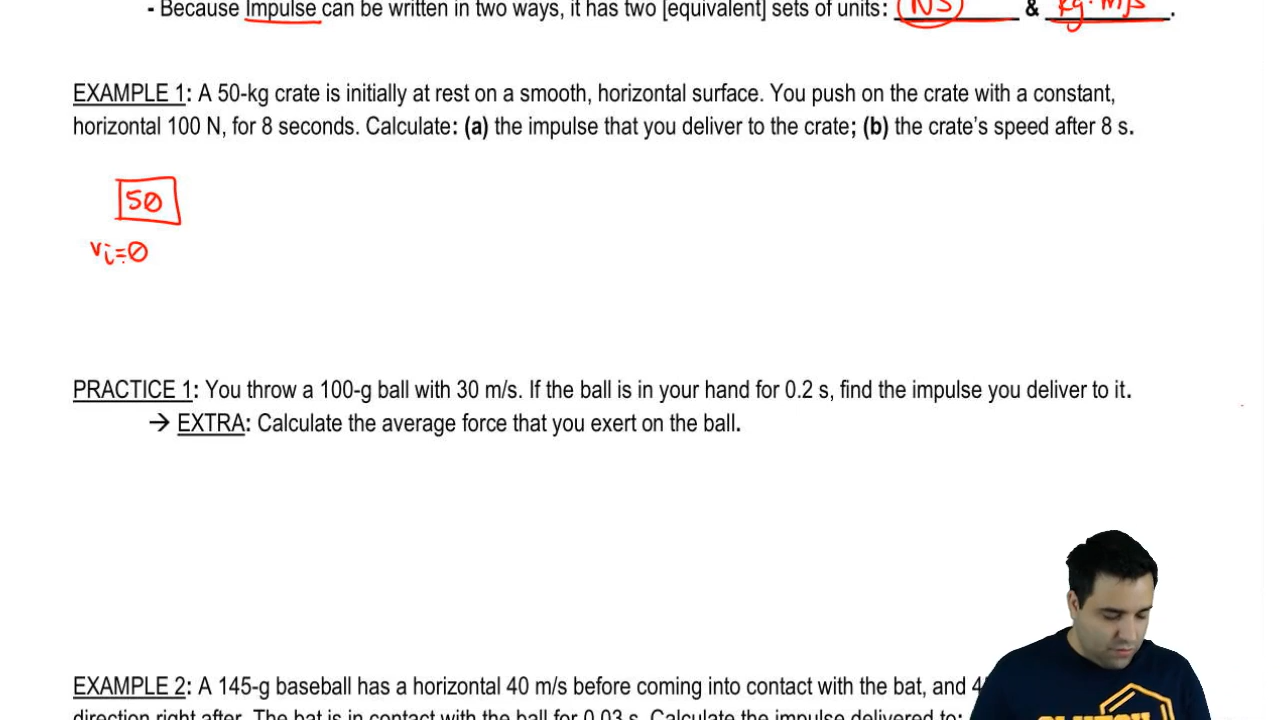 - Because Impulse can be written in two ways, it has two [equivalent] sets of units: NS & kg·m/s.
EXAMPLE 1: A 50-kg crate is initially at rest on a smooth, horizontal surface. You push on the crate with a constant,
horizontal 100 N, for 8 seconds. Calculate: (a) the impulse that you deliver to the crate; (b) the crate's speed after 8 s.
50
vi=0
PRACTICE 1: You throw a 100-g ball with 30 m/s. If the ball is in your hand for 0.2 s, find the impulse you deliver to it.
→ EXTRA: Calculate the average force that you exert on the ball.
EXAMPLE 2: A 145-g baseball has a horizontal 40 m/s before coming into contact with the bat, and
direction right after. The bat is in contact with the ball for 0.03 s. Calculate the impulse delivered to: